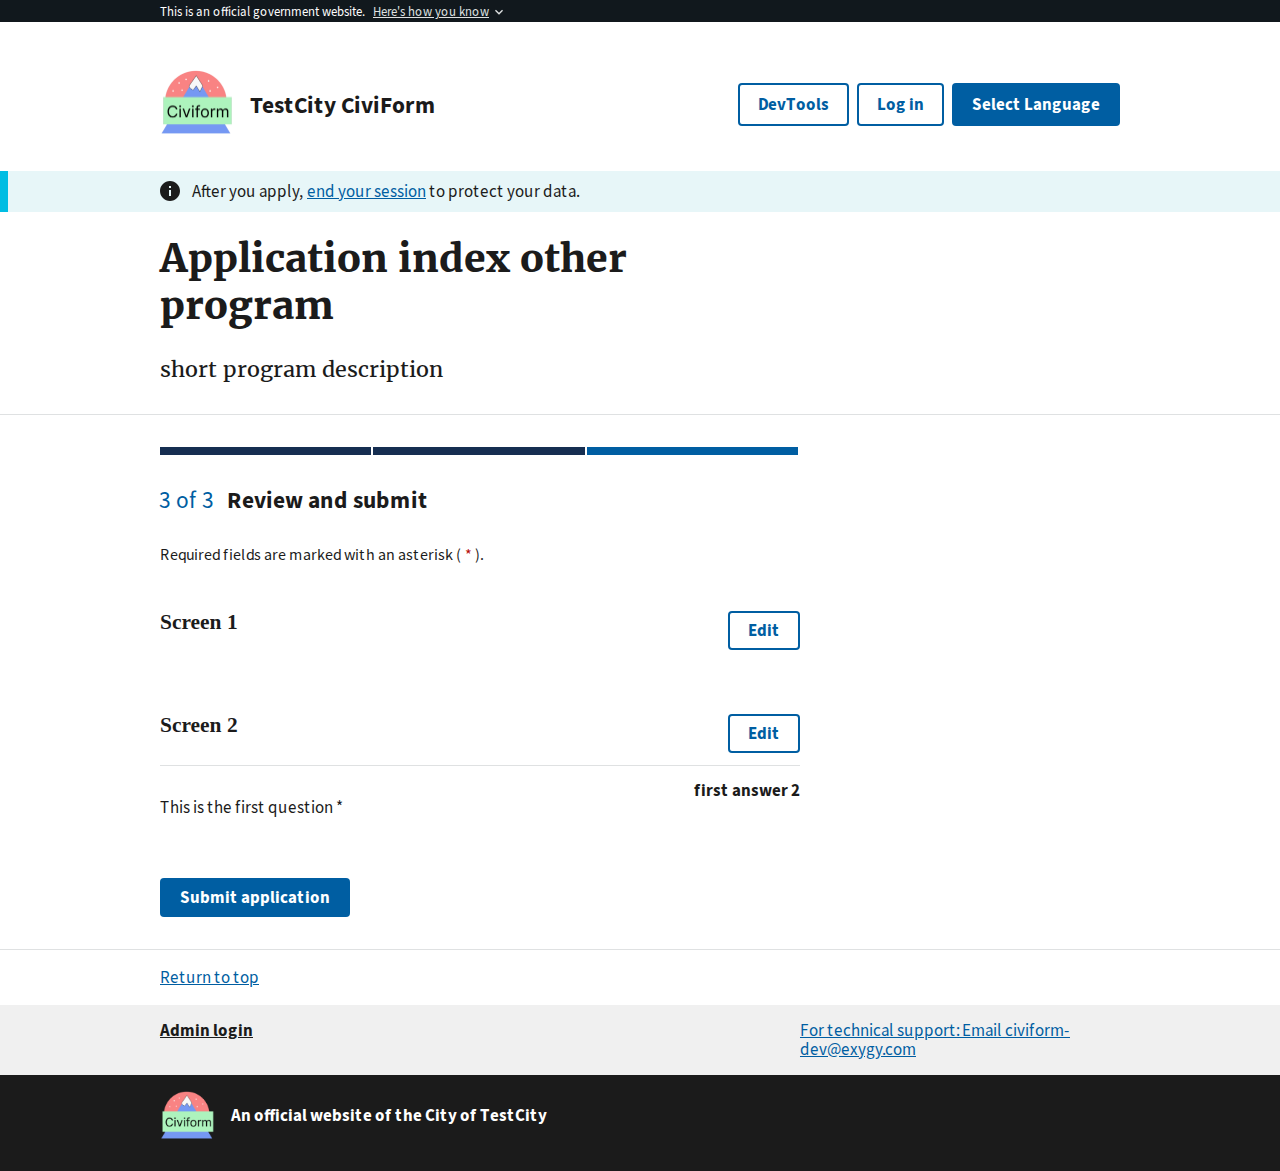 This is an official government website. Here's how you know
Civiform
TestCity CiviForm
DevTools
Log in
Select Language
After you apply, end your session to protect your data.
Application index other
program
short program description
3 of 3 Review and submit
Required fields are marked with an asterisk ( * ).
Screen 1
Edit
Screen 2
Edit
This is the first question *
first answer 2
Submit application
Return to top
Admin login
For technical support: Email civiform-
dev@exygy.com
Civiform
An official website of the City of TestCity